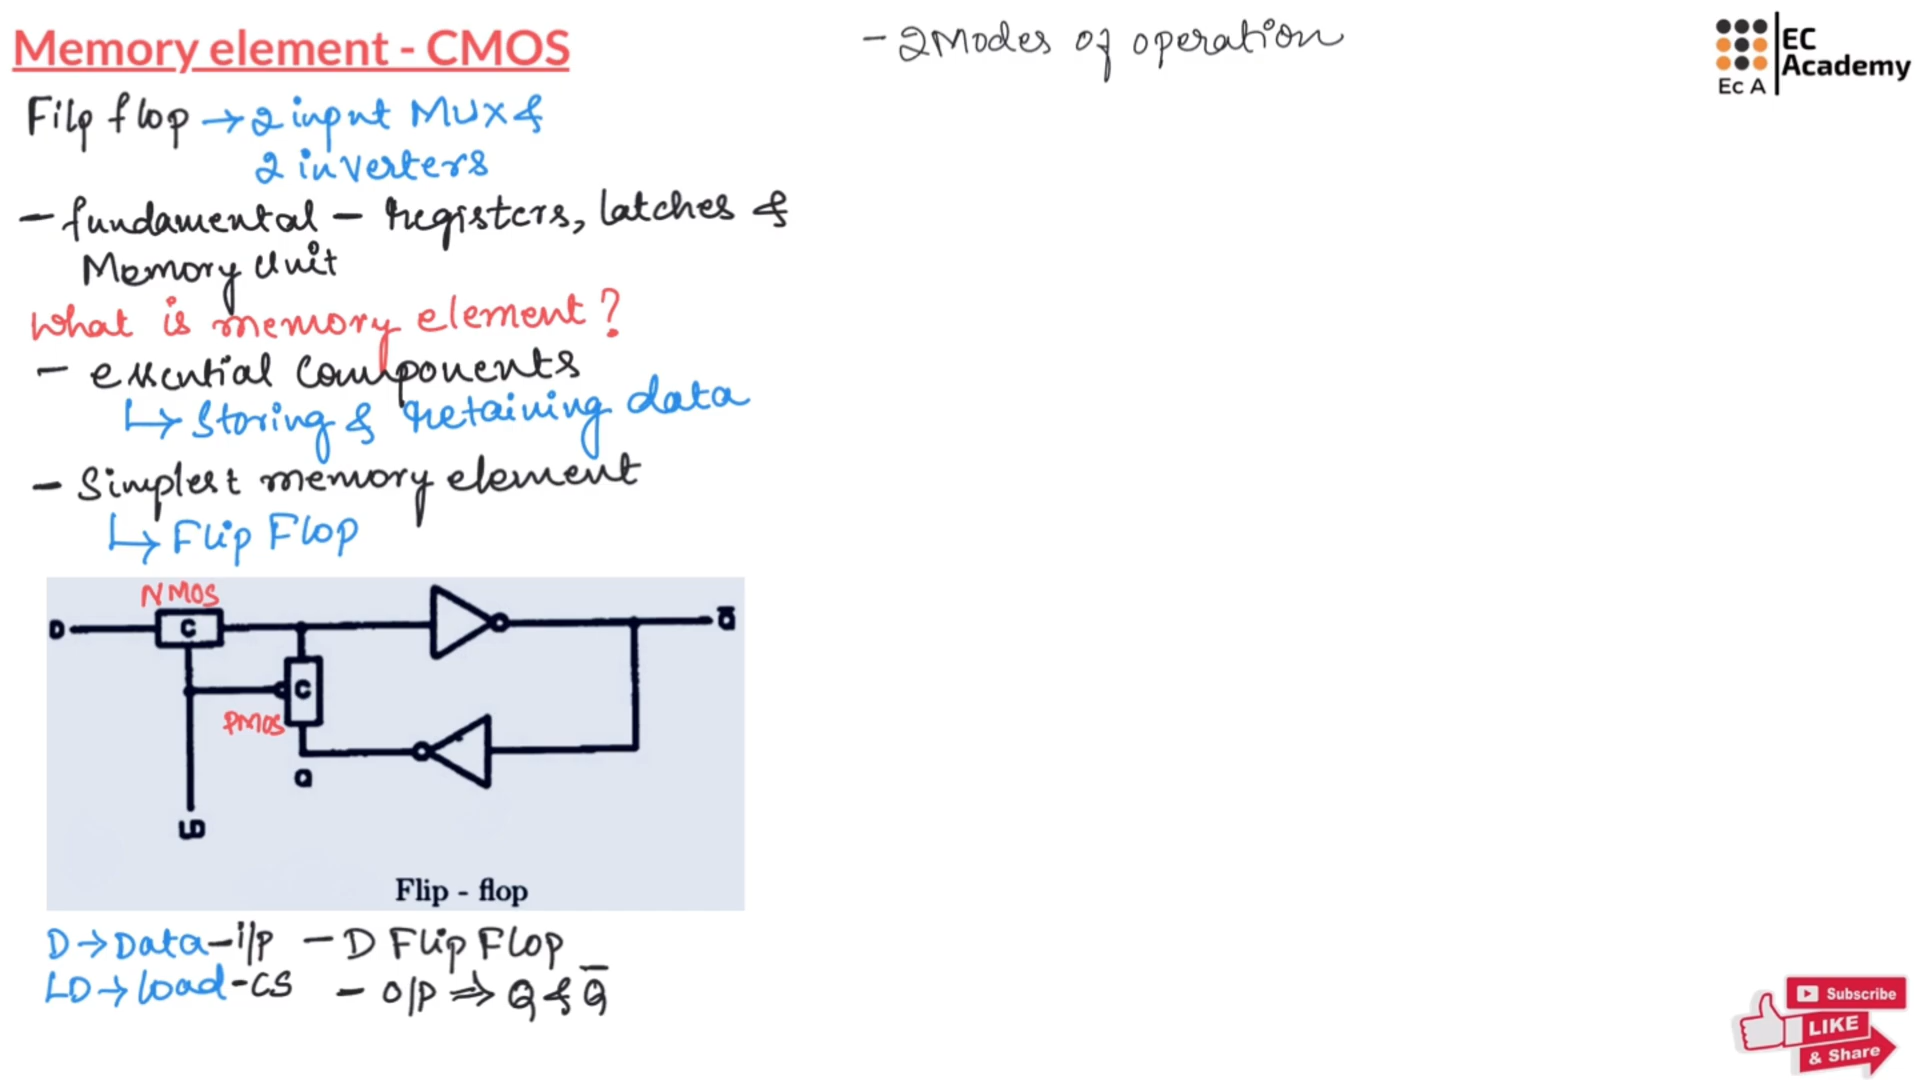 Memory element - CMOS
Filp flop → 2 input MUX &
2 inverters
- fundamental - registers, latches &
Memory Unit
What is memory element?
- essential components
↳ Storing & Retaining data
- Simplest memory element
↳ Flip Flop
NMOS
D C Q̅
C
PMOS
Q
LD
Flip - flop
D → Data - i/p - D Flip Flop
LD → Load - CS - O/P ⇒ Q & Q̅
- 2 Modes of operation
EC
Academy
Ec A
Subscribe
LIKE
& Share